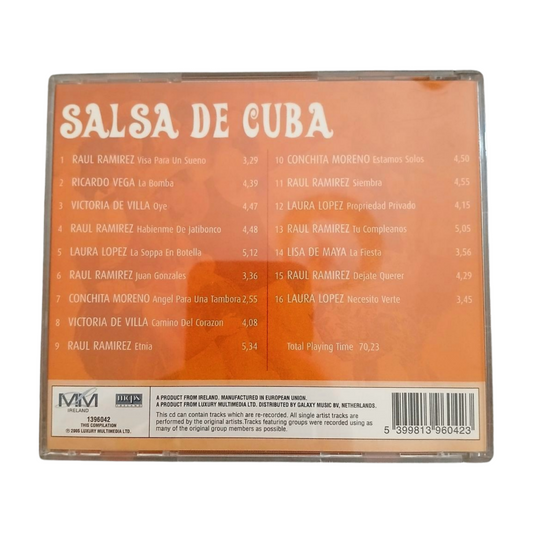 SALSA DE CUBA
1 RAUL RAMIREZ Visa Para Un Sueno 3,29
2 RICARDO VEGA La Bomba 4,39
3 VICTORIA DE VILLA Oye 4,47
4 RAUL RAMIREZ Habienme De Jatibonco 4,48
5 LAURA LOPEZ La Soppa En Botella 5,12
6 RAUL RAMIREZ Juan Gonzales 3,36
7 CONCHITA MORENO Angel Para Una Tambora 2,55
8 VICTORIA DE VILLA Camino Del Corazon 4,08
9 RAUL RAMIREZ Etnia 5,34
10 CONCHITA MORENO Estamos Solos 4,50
11 RAUL RAMIREZ Siembra 4,55
12 LAURA LOPEZ Propriedad Privado 4,15
13 RAUL RAMIREZ Tu Compleanos 5,05
14 LISA DE MAYA La Fiesta 3,56
15 RAUL RAMIREZ Dejate Querer 4,29
16 LAURA LOPEZ Necesito Verte 3,45
Total Playing Time 70,23
MM
IRELAND
mcps
1396042
THIS COMPILATION
℗ 2005 LUXURY MULTIMEDIA LTD.
A PRODUCT FROM IRELAND. MANUFACTURED IN EUROPEAN UNION.
A PRODUCT FROM LUXURY MULTIMEDIA LTD. DISTRIBUTED BY GALAXY MUSIC BV, NETHERLANDS.
This cd can contain tracks which are re-recorded. All single artist tracks are
performed by the original artists.Tracks featuring groups were recorded using as
many of the original group members as possible.
5 399813 960423